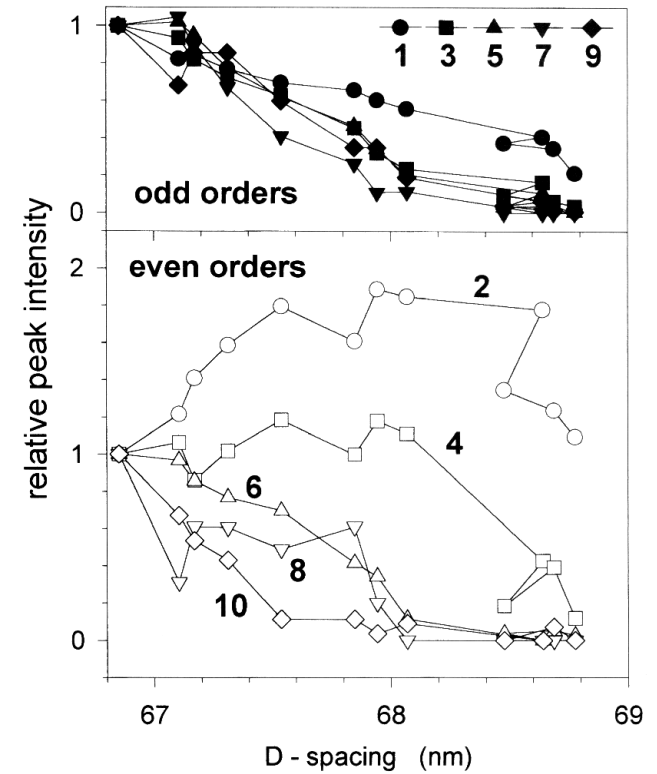 1
1 3 5 7 9
odd orders
0
even orders
2
2
relative peak intensity
4
1
6
8
10
0
67 68 69
D - spacing (nm)